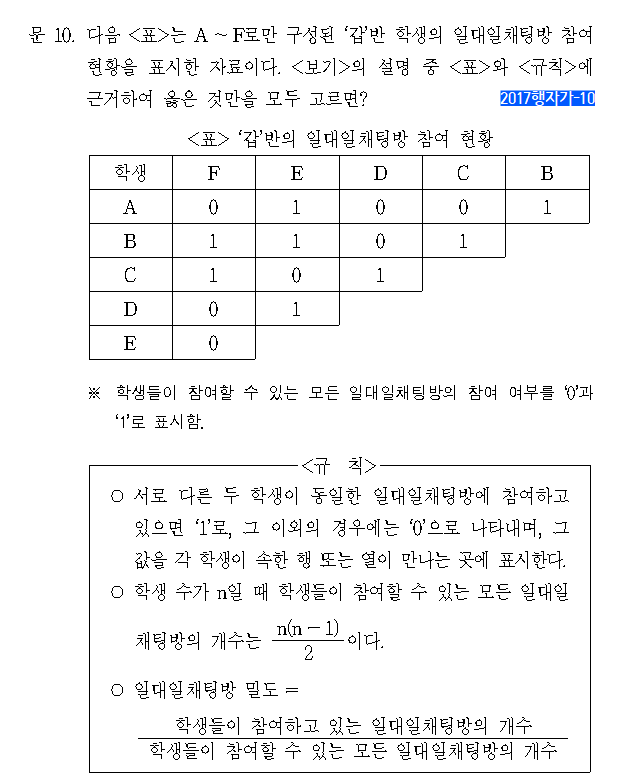 문 10. 다음 <표>는 A ~ F로만 구성된 '갑'반 학생의 일대일채팅방 참여
현황을 표시한 자료이다. <보기>의 설명 중 <표>와 <규칙>에
근거하여 옳은 것만을 모두 고르면?
2017행자가-10
<표> '갑'반의 일대일채팅방 참여 현황
학생 F E D C B
A 0 1 0 0 1
B 1 1 0 1
C 1 0 1
D 0 1
E 0
※ 학생들이 참여할 수 있는 모든 일대일채팅방의 참여 여부를 '0'과
'1'로 표시함.
<규 칙>
○ 서로 다른 두 학생이 동일한 일대일채팅방에 참여하고
있으면 '1'로, 그 이외의 경우에는 '0'으로 나타내며, 그
값을 각 학생이 속한 행 또는 열이 만나는 곳에 표시한다.
○ 학생 수가 n일 때 학생들이 참여할 수 있는 모든 일대일
채팅방의 개수는 n(n-1)/2 이다.
○ 일대일채팅방 밀도 =
학생들이 참여하고 있는 일대일채팅방의 개수
학생들이 참여할 수 있는 모든 일대일채팅방의 개수